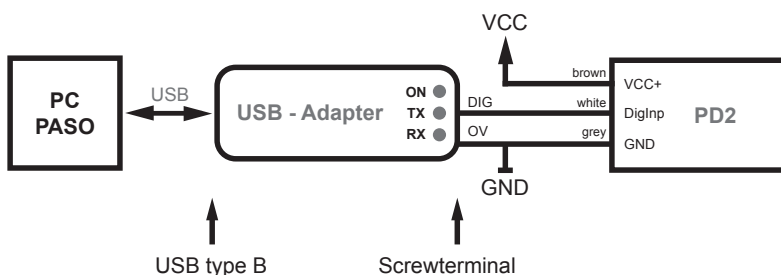 VCC
PC
PASO
USB
USB - Adapter
ON
TX
RX
DIG
OV
GND
brown
white
grey
VCC+
DigInp
GND
PD2
USB type B
Screwterminal